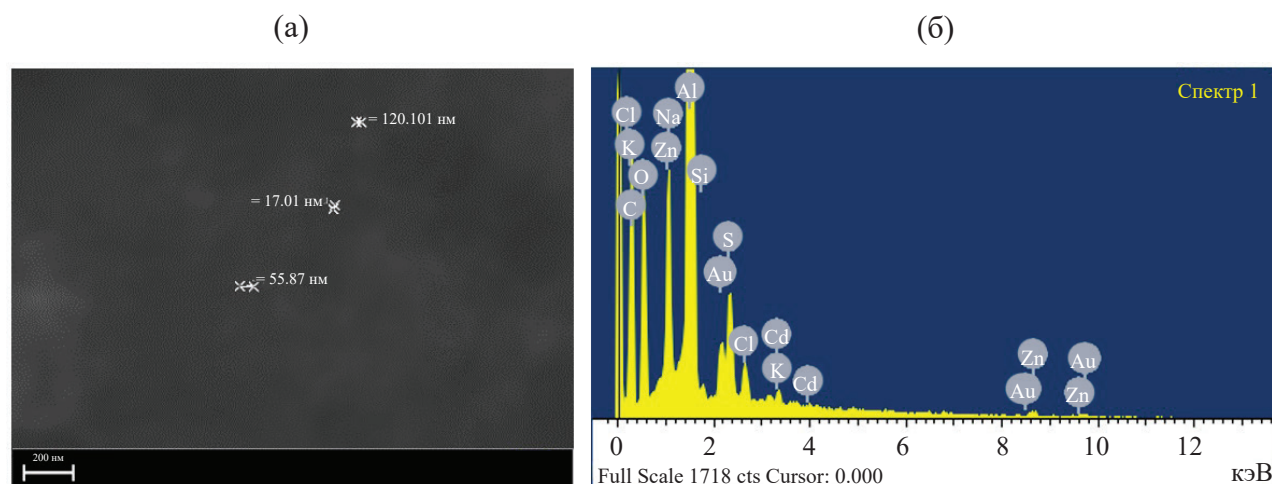 (а)
(б)
= 120.101 нм
= 17.01 нм
= 55.87 нм
200 нм
Спектр 1
Cl
Na
Al
K
Zn
O
Si
C
S
Au
Cl
Cd
K
Cd
Zn
Au
Au
Zn
0 2 4 6 8 10 12
Full Scale 1718 cts Cursor: 0.000
кэВ